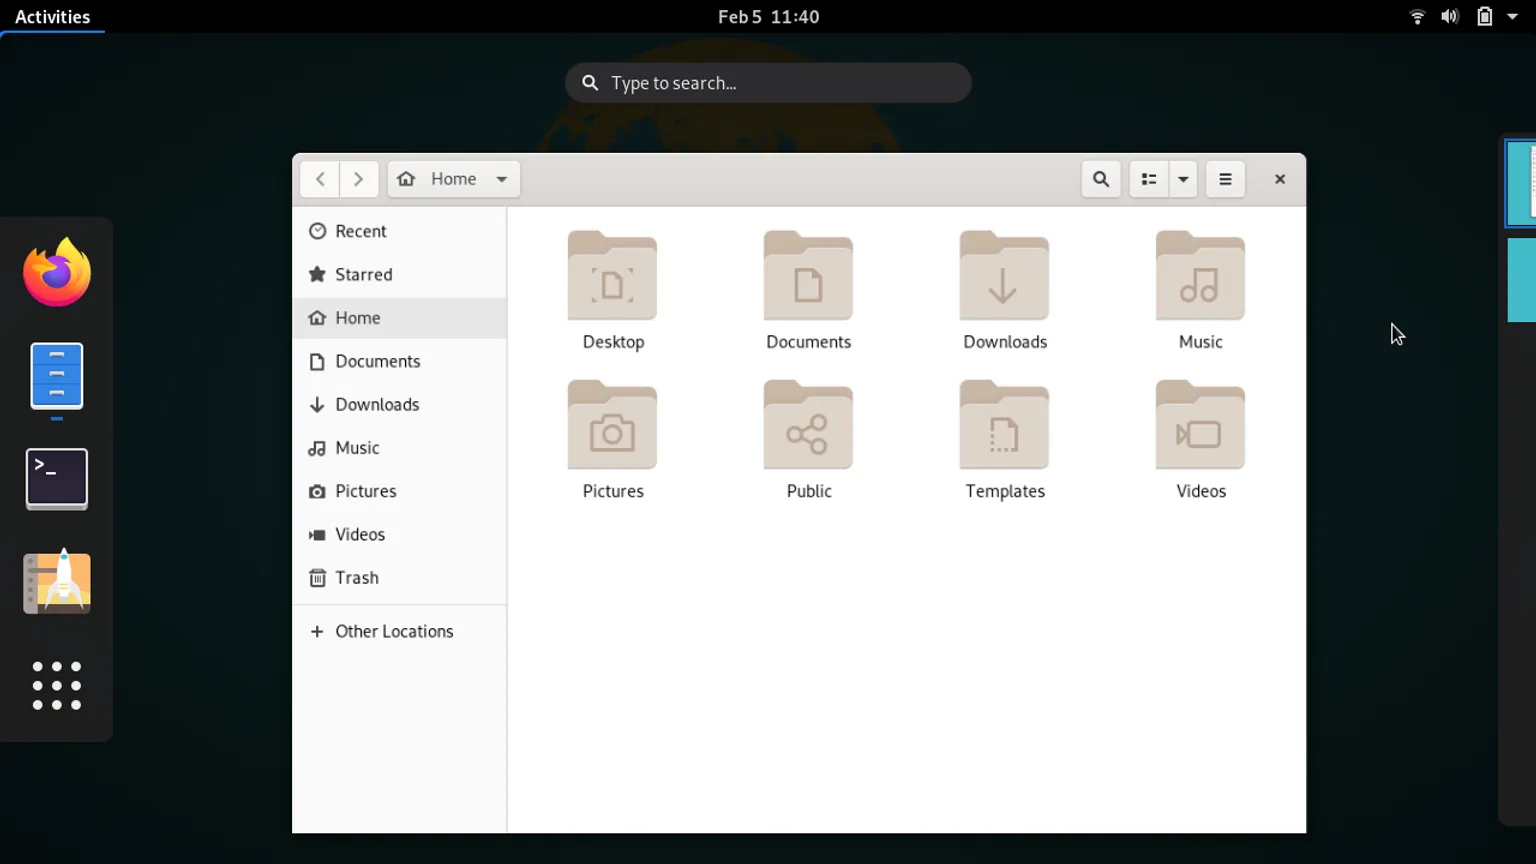 Activities
Feb 5 11:40
Type to search...
Home
Recent
Starred
Home
Documents
Downloads
Music
Pictures
Videos
Trash
Other Locations
Desktop
Documents
Downloads
Music
Pictures
Public
Templates
Videos
>_